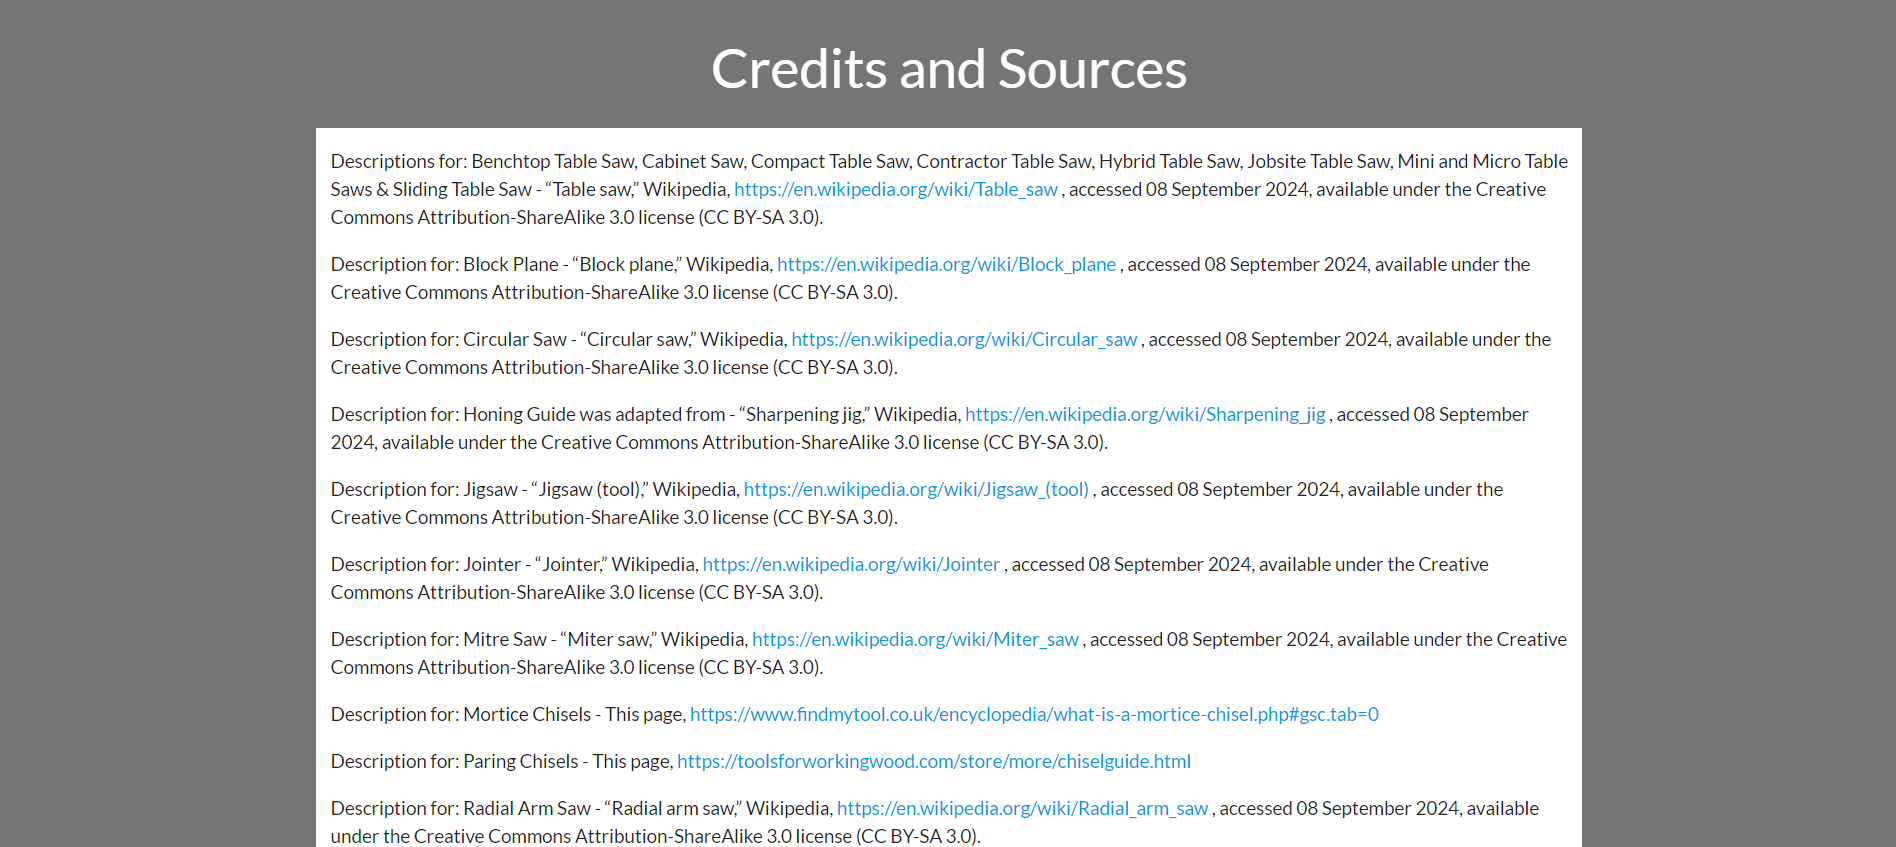 Credits and Sources
Descriptions for: Benchtop Table Saw, Cabinet Saw, Compact Table Saw, Contractor Table Saw, Hybrid Table Saw, Jobsite Table Saw, Mini and Micro Table
Saws & Sliding Table Saw - “Table saw,” Wikipedia, https://en.wikipedia.org/wiki/Table_saw , accessed 08 September 2024, available under the Creative
Commons Attribution-ShareAlike 3.0 license (CC BY-SA 3.0).
Description for: Block Plane - “Block plane,” Wikipedia, https://en.wikipedia.org/wiki/Block_plane , accessed 08 September 2024, available under the
Creative Commons Attribution-ShareAlike 3.0 license (CC BY-SA 3.0).
Description for: Circular Saw - “Circular saw,” Wikipedia, https://en.wikipedia.org/wiki/Circular_saw , accessed 08 September 2024, available under the
Creative Commons Attribution-ShareAlike 3.0 license (CC BY-SA 3.0).
Description for: Honing Guide was adapted from - “Sharpening jig,” Wikipedia, https://en.wikipedia.org/wiki/Sharpening_jig , accessed 08 September
2024, available under the Creative Commons Attribution-ShareAlike 3.0 license (CC BY-SA 3.0).
Description for: Jigsaw - “Jigsaw (tool),” Wikipedia, https://en.wikipedia.org/wiki/Jigsaw_(tool) , accessed 08 September 2024, available under the
Creative Commons Attribution-ShareAlike 3.0 license (CC BY-SA 3.0).
Description for: Jointer - “Jointer,” Wikipedia, https://en.wikipedia.org/wiki/Jointer , accessed 08 September 2024, available under the Creative
Commons Attribution-ShareAlike 3.0 license (CC BY-SA 3.0).
Description for: Mitre Saw - “Miter saw,” Wikipedia, https://en.wikipedia.org/wiki/Miter_saw , accessed 08 September 2024, available under the Creative
Commons Attribution-ShareAlike 3.0 license (CC BY-SA 3.0).
Description for: Mortice Chisels - This page, https://www.findmytool.co.uk/encyclopedia/what-is-a-mortice-chisel.php#gsc.tab=0
Description for: Paring Chisels - This page, https://toolsforworkingwood.com/store/more/chiselguide.html
Description for: Radial Arm Saw - “Radial arm saw,” Wikipedia, https://en.wikipedia.org/wiki/Radial_arm_saw , accessed 08 September 2024, available
under the Creative Commons Attribution-ShareAlike 3.0 license (CC BY-SA 3.0).